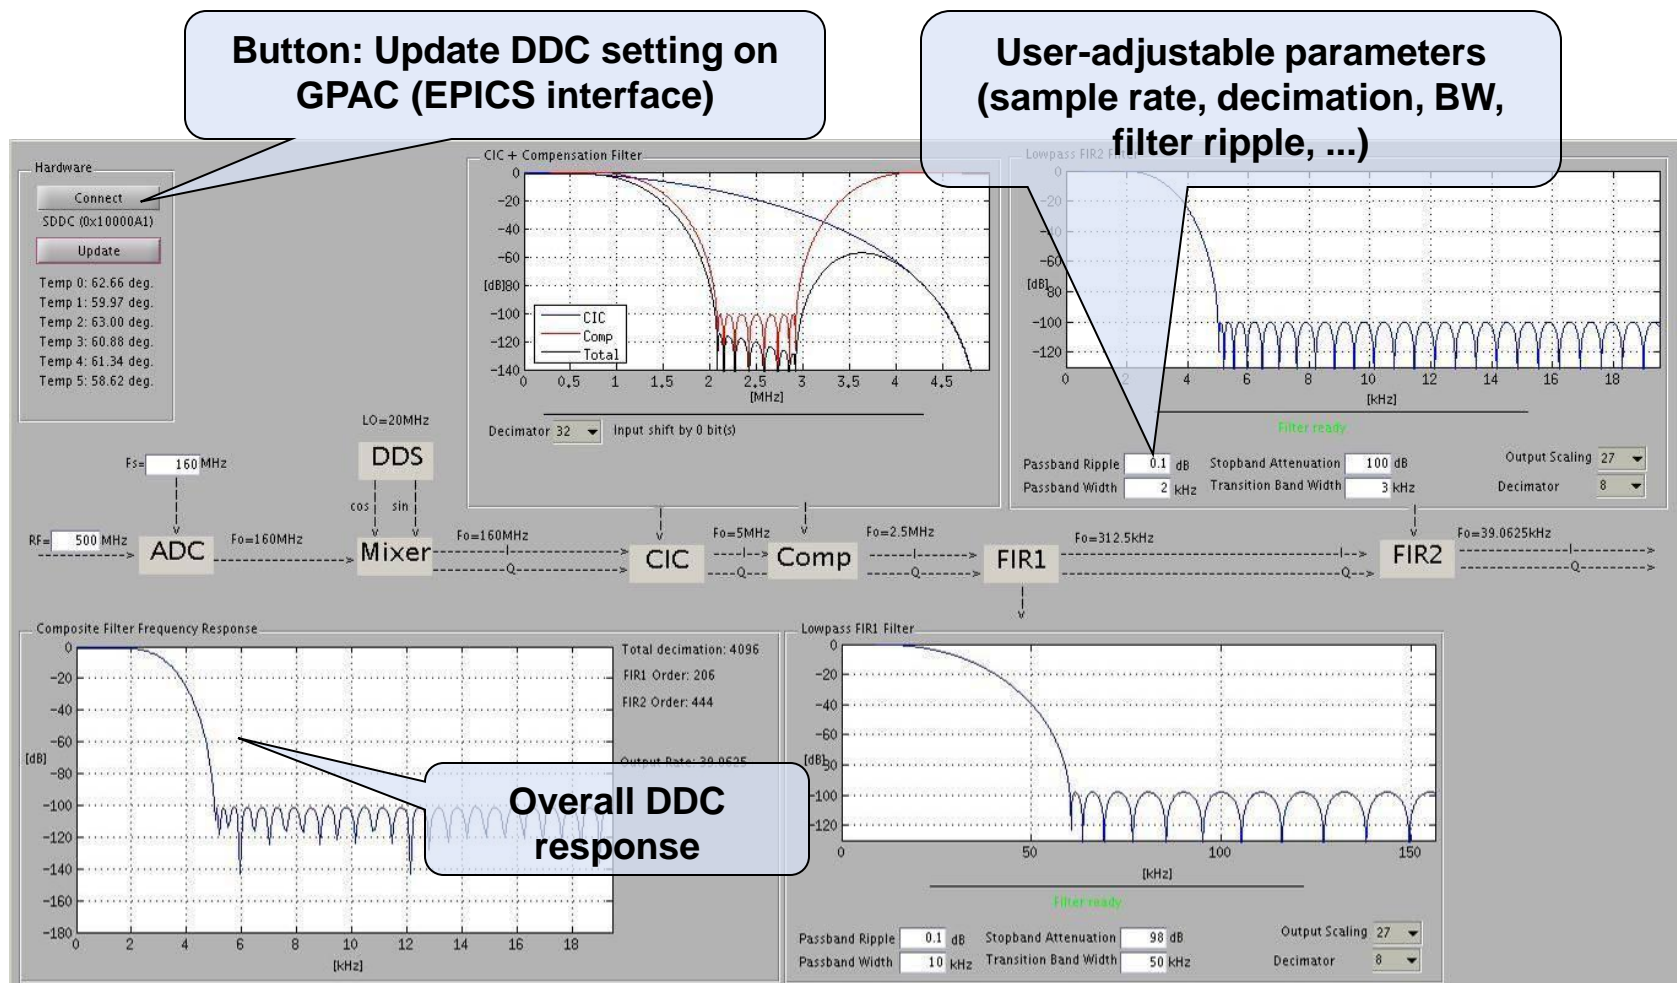 Button: Update DDC setting on
GPAC (EPICS interface)
User-adjustable parameters
(sample rate, decimation, BW,
filter ripple, ...)
Hardware
Connect
SDDC (0x10000A1)
Update
Temp 0: 62.66 deg.
Temp 1: 59.97 deg.
Temp 2: 63.00 deg.
Temp 3: 60.88 deg.
Temp 4: 61.34 deg.
Temp 5: 58.62 deg.
CIC + Compensation Filter
0
-20
-40
-60
[dB]80
-100
-120
-140
CIC
Comp
Total
0 0.5 1 1.5 2 2.5 3 3.5 4 4.5
[MHz]
Decimator 32 Input shift by 0 bit(s)
Lowpass FIR2 Filter
0
-20
-40
-60
[dB] 80
-100
-120
0 2 4 6 8 10 12 14 16 18
[kHz]
Filter ready
Passband Ripple 0.1 dB Stopband Attenuation 100 dB Output Scaling 27
Passband Width 2 kHz Transition Band Width 3 kHz Decimator 8
LO=20MHz
DDS
Fs= 160 MHz
cos sin
RF= 500 MHz
ADC
Fo=160MHz
Mixer
Fo=160MHz
I
Q
CIC
Fo=5MHz
I
Q
Comp
Fo=2.5MHz
I
Q
FIR1
Fo=312.5kHz
I
Q
FIR2
Fo=39.0625kHz
I
Q
Composite Filter Frequency Response
0
-20
-40
-60
[dB]
-80
-100
-120
-140
-160
-180
0 2 4 6 8 10 12 14 16 18
[kHz]
Total decimation: 4096
FIR1 Order: 206
FIR2 Order: 444
Output Rate: 39.0625
Overall DDC
response
Lowpass FIR1 Filter
0
-20
-40
-60
[dB] 80
-100
-120
0 50 100 150
[kHz]
Filter ready
Passband Ripple 0.1 dB Stopband Attenuation 98 dB Output Scaling 27
Passband Width 10 kHz Transition Band Width 50 kHz Decimator 8